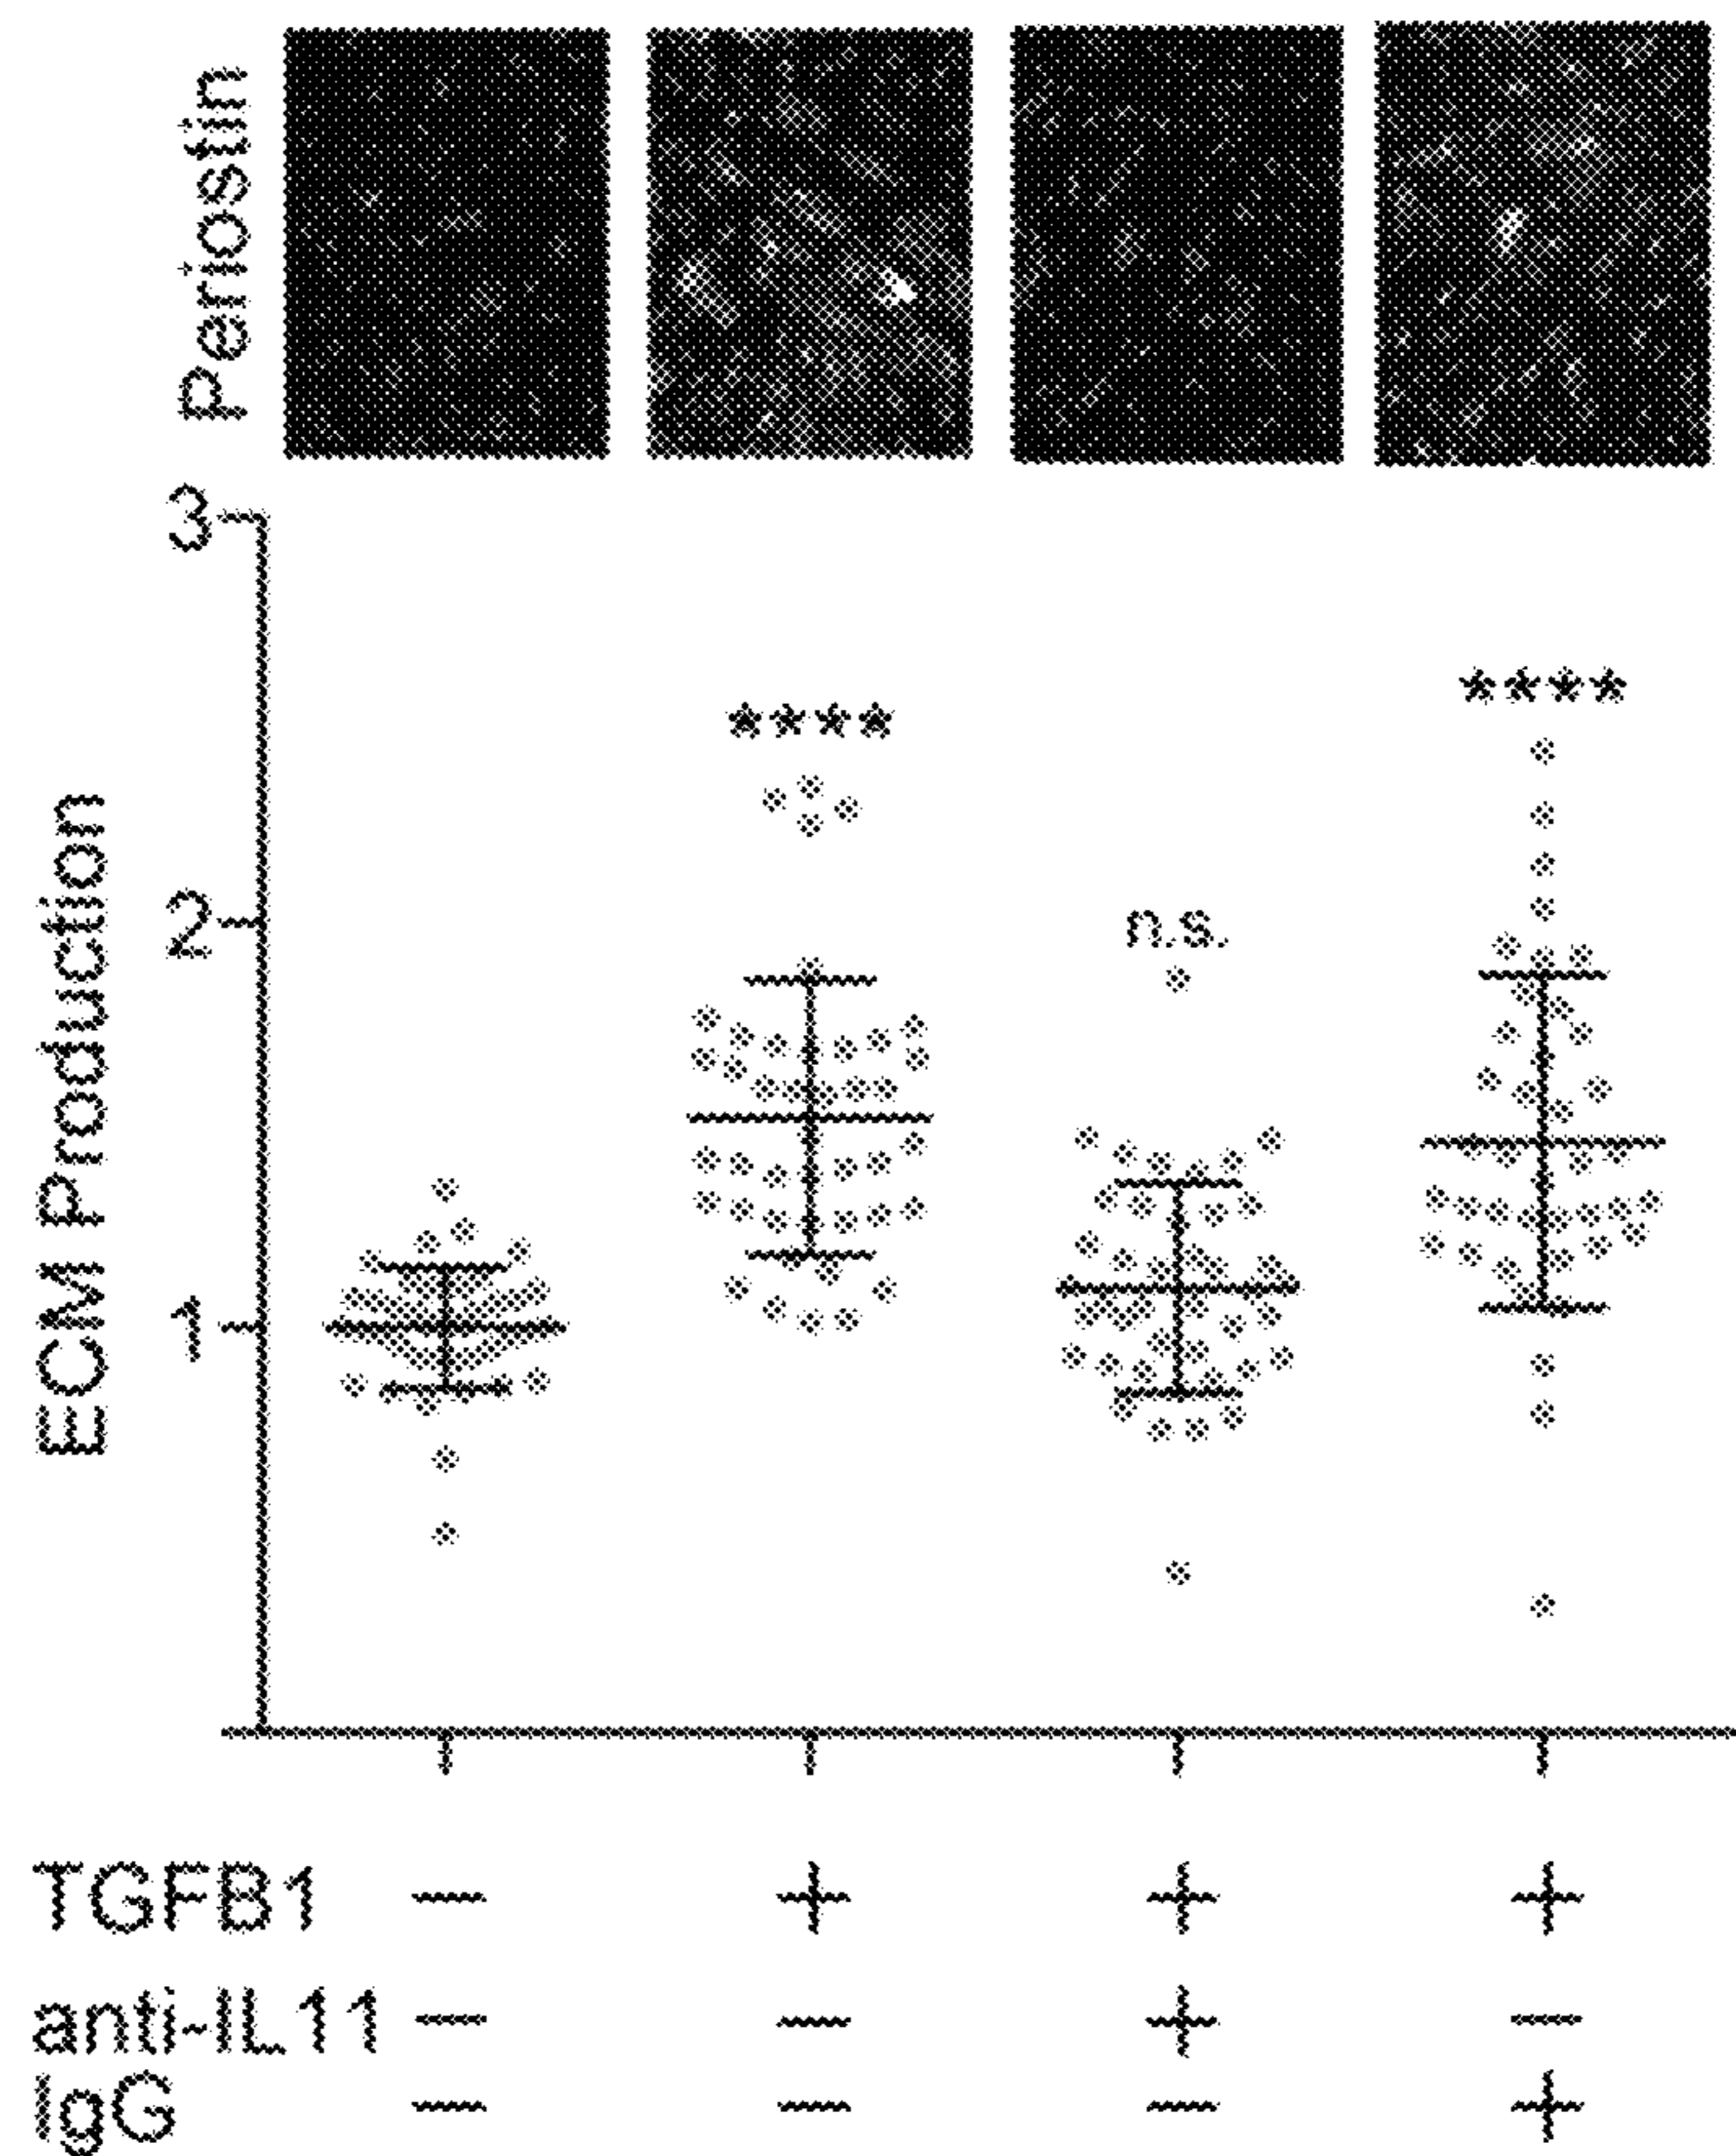 Periostin
ECM Production
3
2
1
****
n.s.
****
TGFB1 − + + +
anti-IL11 − − + −
IgG − − − +